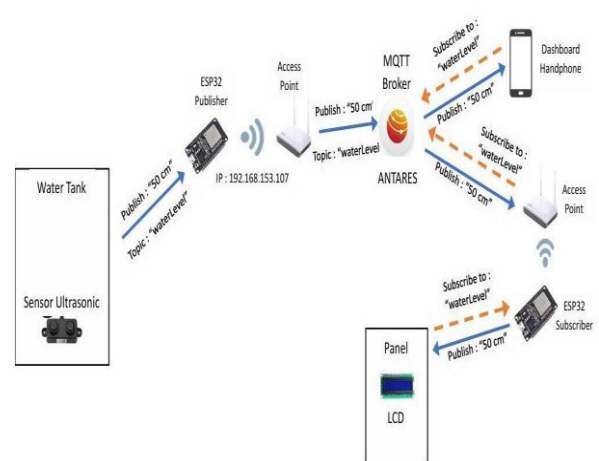 Water Tank
Sensor Ultrasonic
Publish : "50 cm"
Topic : "waterLevel"
ESP32
Publisher
IP : 192.168.153.107
Access
Point
Publish : "50 cm'
Topic : "waterLevel
MQTT
Broker
ANTARES
Subscribe to :
"waterLevel"
Publish : "50 cm"
Dashboard
Handphone
Subscribe to :
"waterLevel"
Publish : "50 cm"
Access
Point
ESP32
Subscriber
Subscribe to :
"waterLevel"
Publish : "50 cm"
Panel
LCD